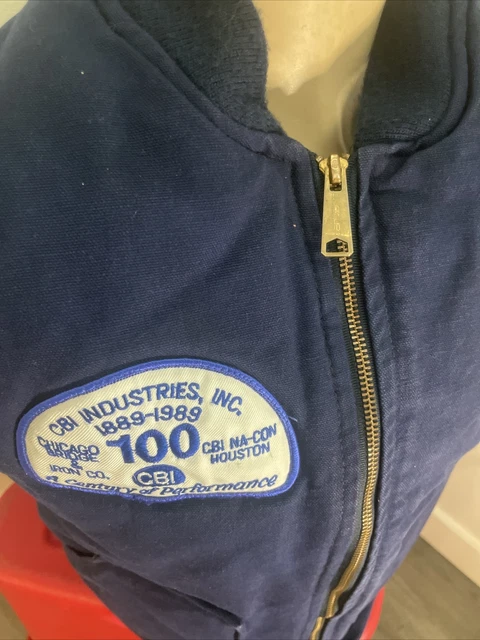 CBI INDUSTRIES, INC.
1889-1989
CHICAGO
BRIDGE
&
IRON CO.
100
CBI NA-CON
HOUSTON
CBI
A Century of Performance